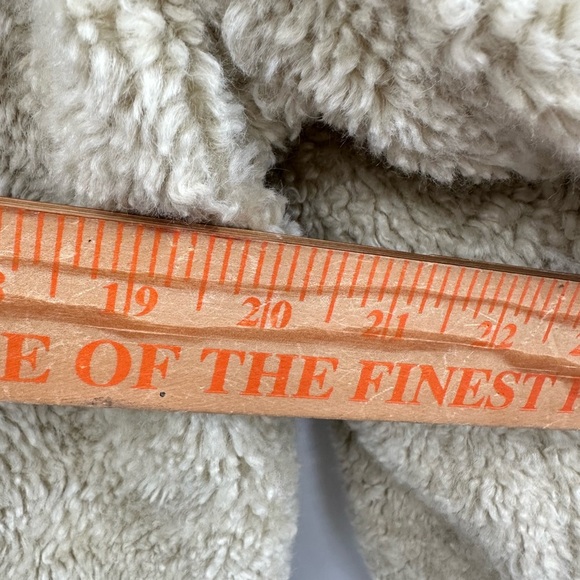 19 20 21 22
E OF THE FINEST